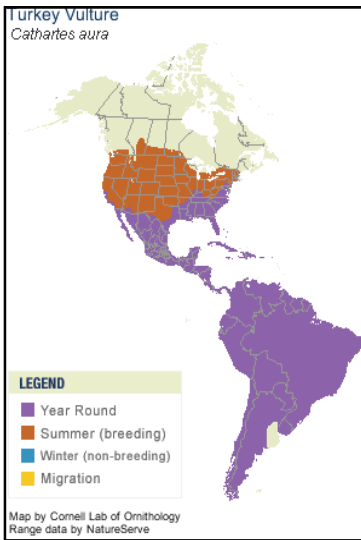 Turkey Vulture
Cathartes aura
LEGEND
Year Round
Summer (breeding)
Winter (non-breeding)
Migration
Map by Cornell Lab of Ornithology
Range data by NatureServe